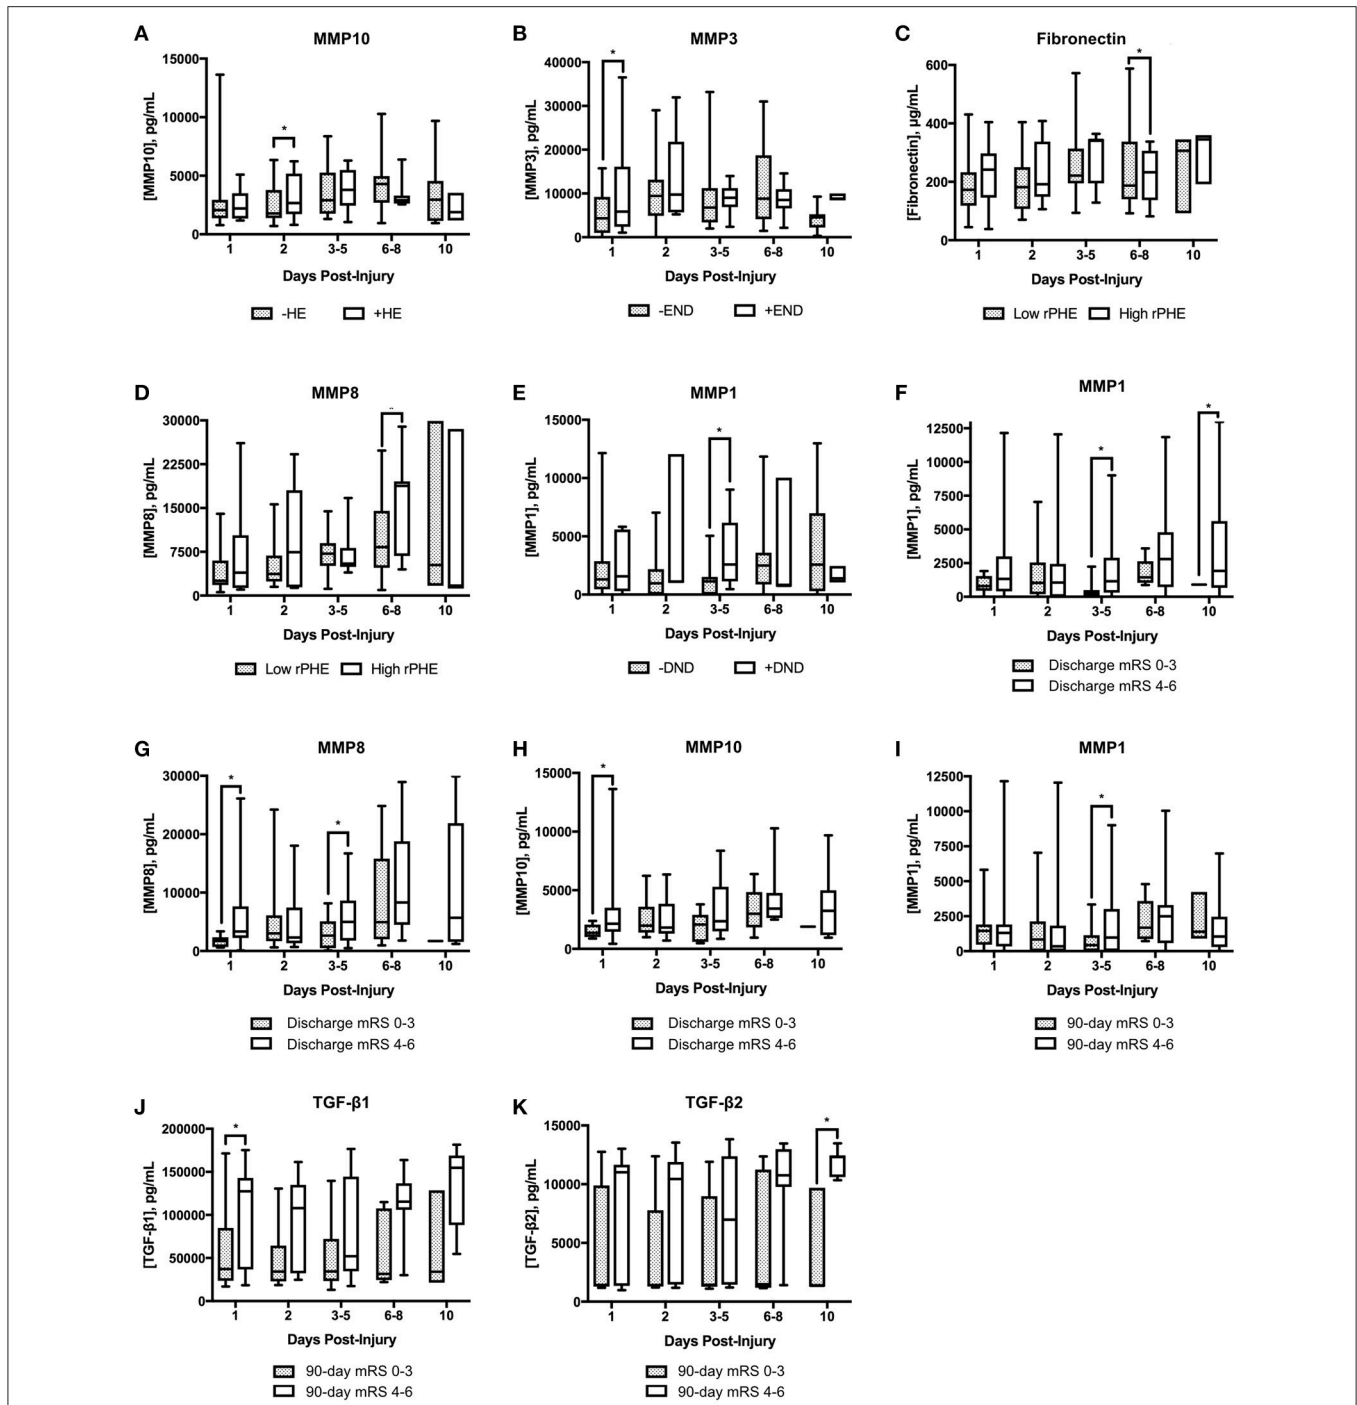 A
MMP10
[MMP10], pg/mL
15000
10000
5000
0
*
1 2 3-5 6-8 10
Days Post-Injury
-HE +HE
B
MMP3
[MMP3], pg/mL
40000
30000
20000
10000
0
*
1 2 3-5 6-8 10
Days Post-Injury
-END +END
C
Fibronectin
[Fibronectin], µg/mL
600
400
200
0
*
1 2 3-5 6-8 10
Days Post-Injury
Low rPHE High rPHE
D
MMP8
[MMP8], pg/mL
30000
22500
15000
7500
0
1 2 3-5 6-8 10
Days Post-Injury
Low rPHE High rPHE
E
MMP1
[MMP1], pg/mL
15000
10000
5000
0
*
1 2 3-5 6-8 10
Days Post-Injury
-DND +DND
F
MMP1
[MMP1], pg/mL
12500
10000
7500
5000
2500
0
* *
1 2 3-5 6-8 10
Days Post-Injury
Discharge mRS 0-3
Discharge mRS 4-6
G
MMP8
[MMP8], pg/mL
30000
20000
10000
0
* *
1 2 3-5 6-8 10
Days Post-Injury
Discharge mRS 0-3
Discharge mRS 4-6
H
MMP10
[MMP10], pg/mL
15000
10000
5000
0
*
1 2 3-5 6-8 10
Days Post-Injury
Discharge mRS 0-3
Discharge mRS 4-6
I
MMP1
[MMP1], pg/mL
12500
10000
7500
5000
2500
0
*
1 2 3-5 6-8 10
Days Post-Injury
90-day mRS 0-3
90-day mRS 4-6
J
TGF-β1
[TGF-β1], pg/mL
200000
150000
100000
50000
0
*
1 2 3-5 6-8 10
Days Post-Injury
90-day mRS 0-3
90-day mRS 4-6
K
TGF-β2
[TGF-β2], pg/mL
15000
10000
5000
0
*
1 2 3-5 6-8 10
Days Post-Injury
90-day mRS 0-3
90-day mRS 4-6